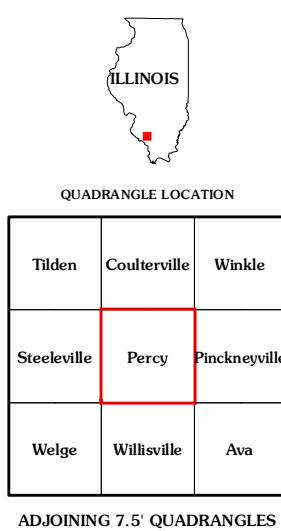 ILLINOIS
QUADRANGLE LOCATION
Tilden Coulterville Winkle
Steeleville Percy Pinckneyville
Welge Willisville Ava
ADJOINING 7.5' QUADRANGLES